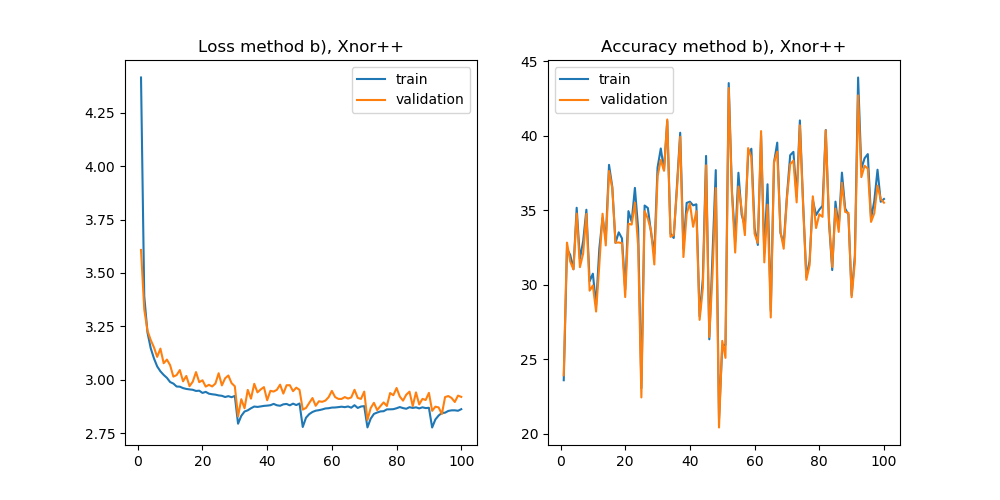 Loss method b), Xnor++
train
validation
4.25
4.00
3.75
3.50
3.25
3.00
2.75
0 20 40 60 80 100
Accuracy method b), Xnor++
train
validation
45
40
35
30
25
20
0 20 40 60 80 100